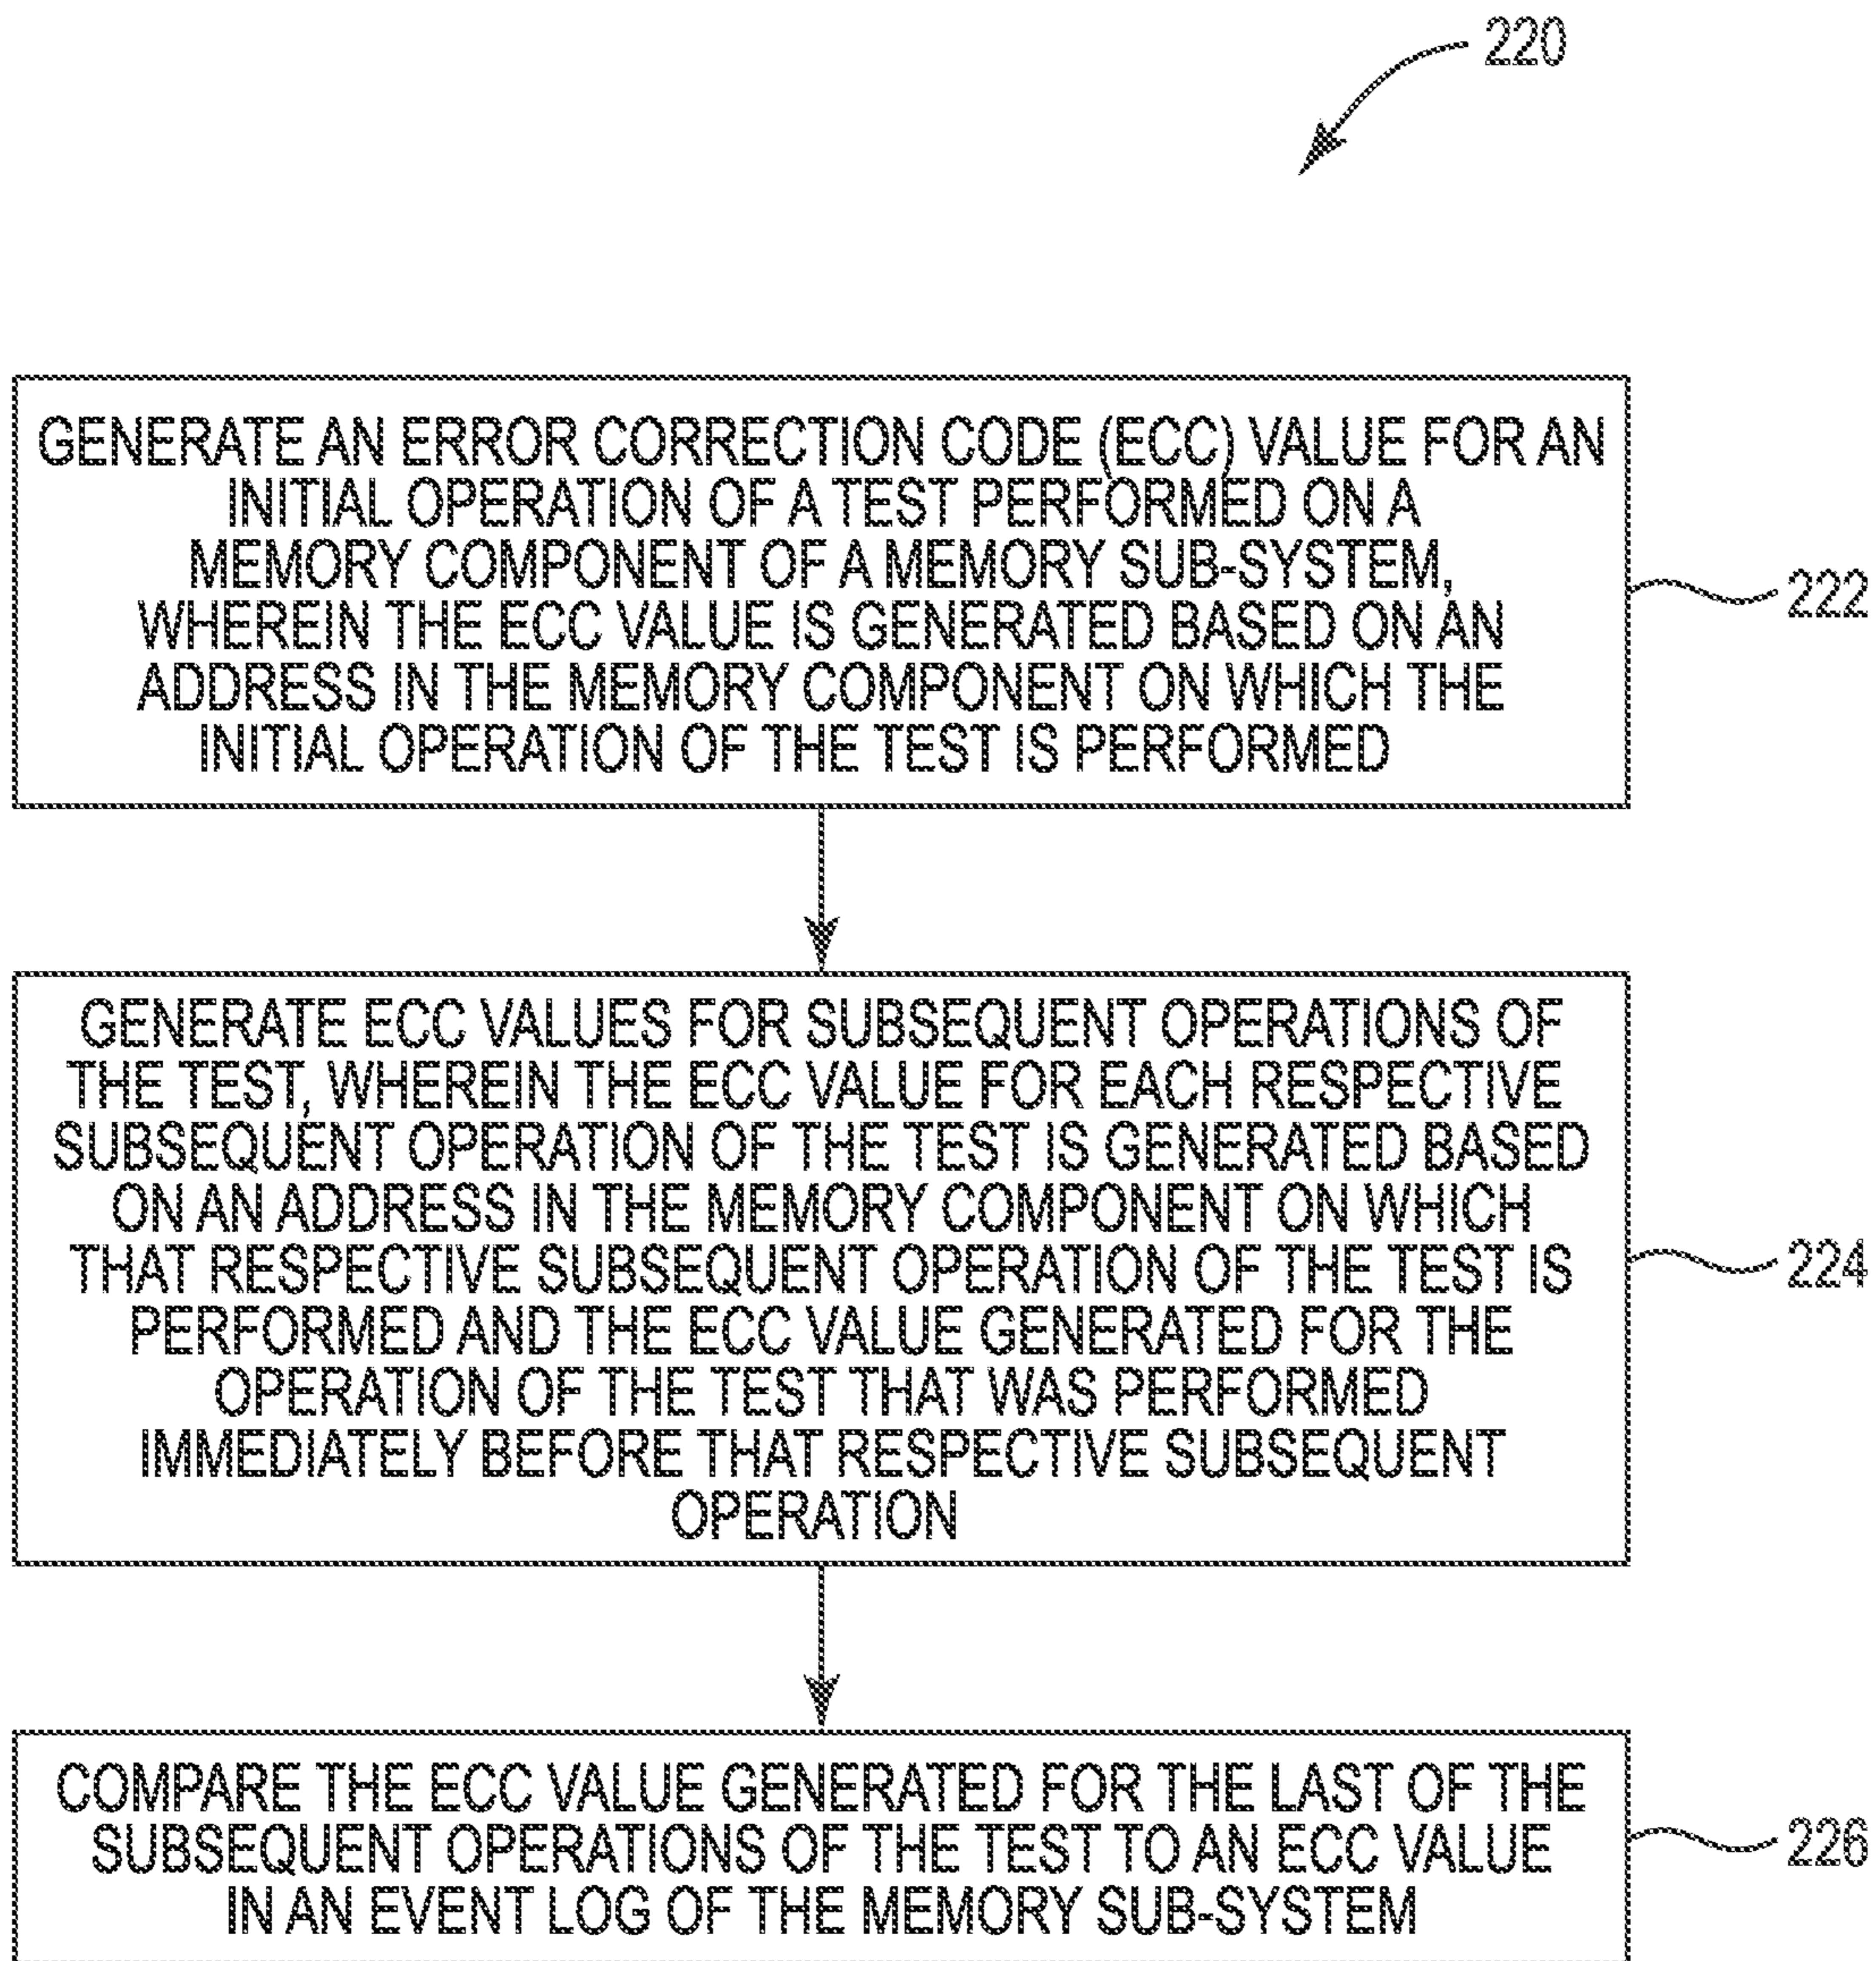 220
GENERATE AN ERROR CORRECTION CODE (ECC) VALUE FOR AN
INITIAL OPERATION OF A TEST PERFORMED ON A
MEMORY COMPONENT OF A MEMORY SUB-SYSTEM,
WHEREIN THE ECC VALUE IS GENERATED BASED ON AN
ADDRESS IN THE MEMORY COMPONENT ON WHICH THE
INITIAL OPERATION OF THE TEST IS PERFORMED
222
GENERATE ECC VALUES FOR SUBSEQUENT OPERATIONS OF
THE TEST, WHEREIN THE ECC VALUE FOR EACH RESPECTIVE
SUBSEQUENT OPERATION OF THE TEST IS GENERATED BASED
ON AN ADDRESS IN THE MEMORY COMPONENT ON WHICH
THAT RESPECTIVE SUBSEQUENT OPERATION OF THE TEST IS
PERFORMED AND THE ECC VALUE GENERATED FOR THE
OPERATION OF THE TEST THAT WAS PERFORMED
IMMEDIATELY BEFORE THAT RESPECTIVE SUBSEQUENT
OPERATION
224
COMPARE THE ECC VALUE GENERATED FOR THE LAST OF THE
SUBSEQUENT OPERATIONS OF THE TEST TO AN ECC VALUE
IN AN EVENT LOG OF THE MEMORY SUB-SYSTEM
226